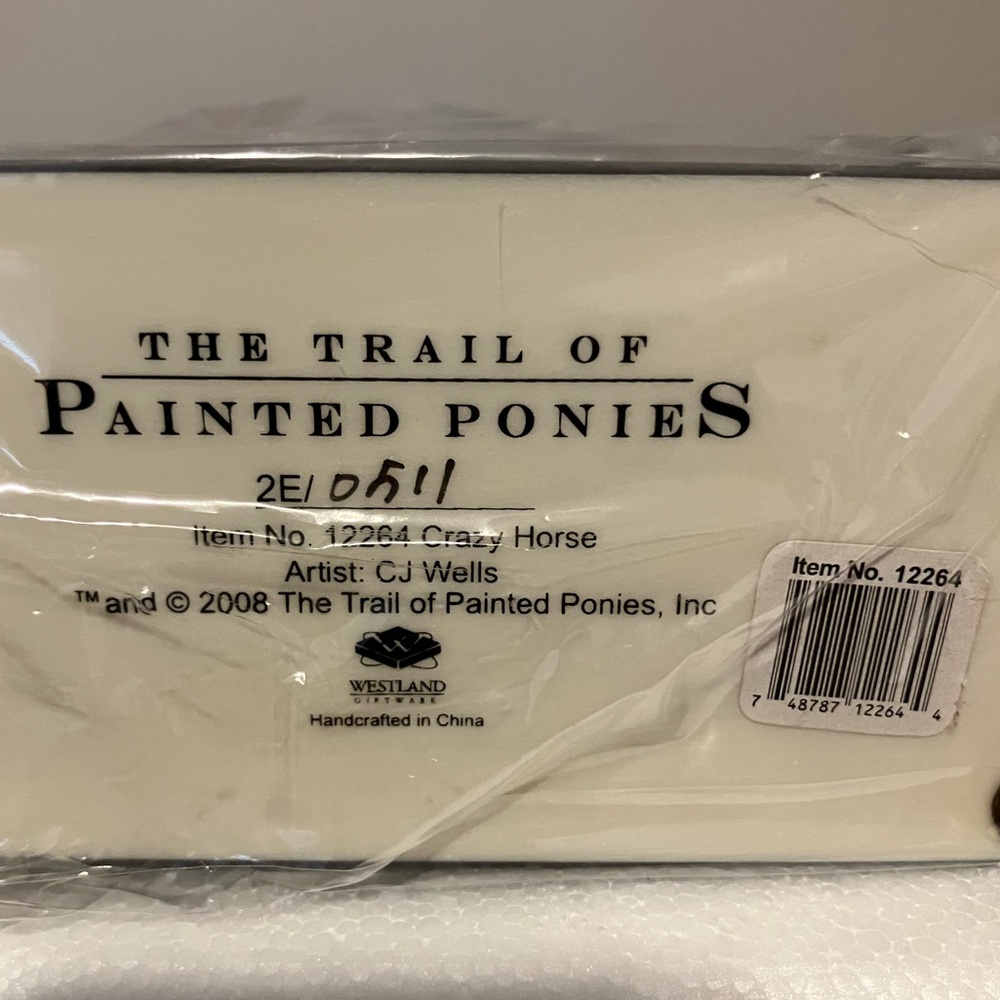 THE TRAIL OF
PAINTED PONIES
2E/ 0511
Item No. 12264 Crazy Horse
Artist: CJ Wells
™ and © 2008 The Trail of Painted Ponies, Inc
WESTLAND
GIFTWARE
Handcrafted in China
Item No. 12264
7 48787 12264 4